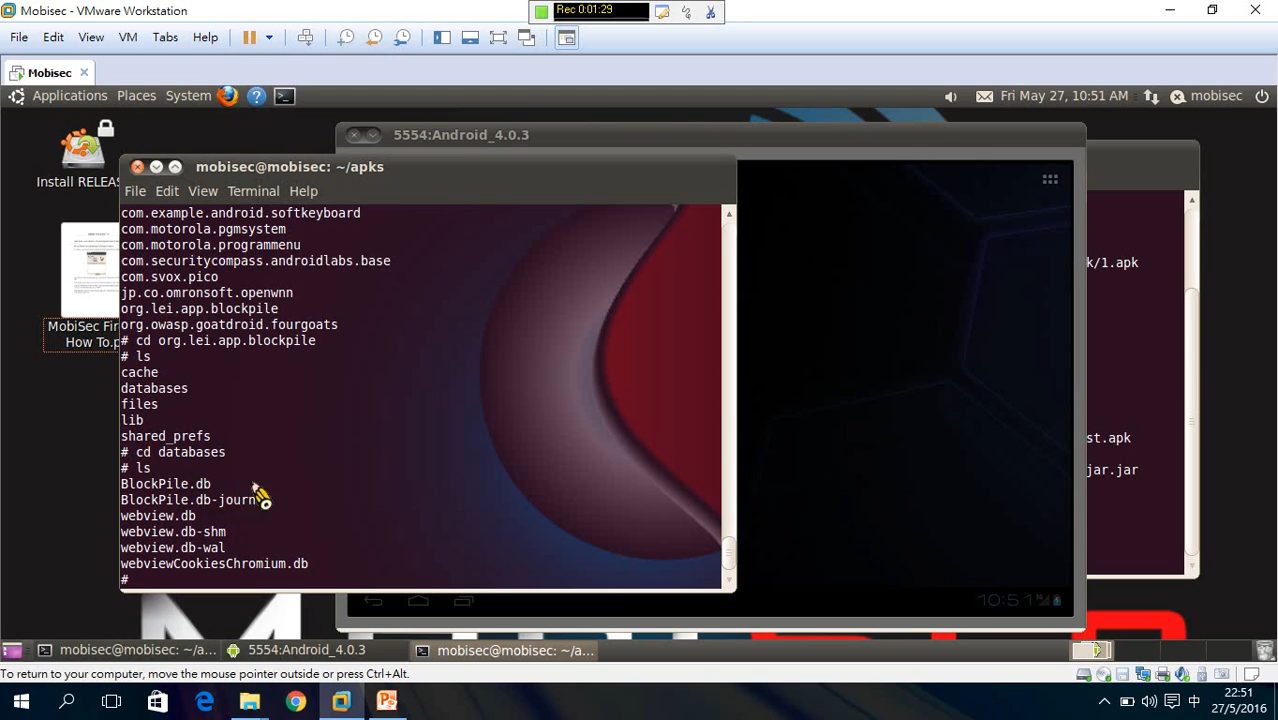 Mobisec - VMware Workstation
Rec 0:01:29
File Edit View VM Tabs Help
Mobisec
Applications Places System
Fri May 27, 10:51 AM
mobisec
5554:Android_4.0.3
Install RELEAS
mobisec@mobisec: ~/apks
File Edit View Terminal Help
com.example.android.softkeyboard
com.motorola.pgmsystem
com.motorola.programmenu
com.securitycompass.androidlabs.base
com.svox.pico
jp.co.omronsoft.openwnn
org.lei.app.blockpile
org.owasp.goatdroid.fourgoats
# cd org.lei.app.blockpile
# ls
cache
databases
files
lib
shared_prefs
# cd databases
# ls
BlockPile.db
BlockPile.db-journ
webview.db
webview.db-shm
webview.db-wal
webviewCookiesChromium.db
#
k/1.apk
st.apk
jar.jar
MobiSec Fir
How To.p
10:51
mobisec@mobisec: ~/a...
5554:Android_4.0.3
mobisec@mobisec: ~/a...
To return to your computer, move the mouse pointer outside or press Ctrl+Alt.
22:51
27/5/2016